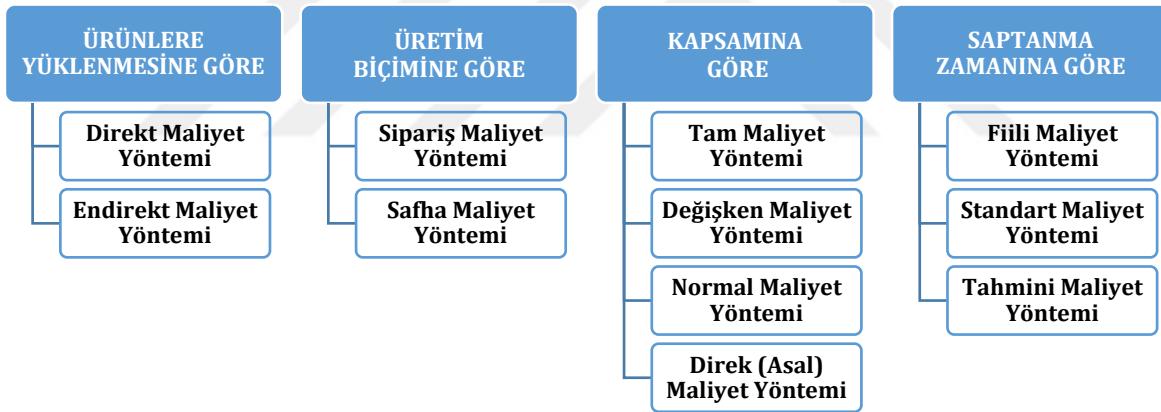 ÜRÜNLERE
YÜKLENMESİNE GÖRE
Direkt Maliyet
Yöntemi
Endirekt Maliyet
Yöntemi
ÜRETİM
BİÇİMİNE GÖRE
Sipariş Maliyet
Yöntemi
Safha Maliyet
Yöntemi
KAPSAMINA
GÖRE
Tam Maliyet
Yöntemi
Değişken Maliyet
Yöntemi
Normal Maliyet
Yöntemi
Direk (Asal)
Maliyet Yöntemi
SAPTANMA
ZAMANINA GÖRE
Fiili Maliyet
Yöntemi
Standart Maliyet
Yöntemi
Tahmini Maliyet
Yöntemi